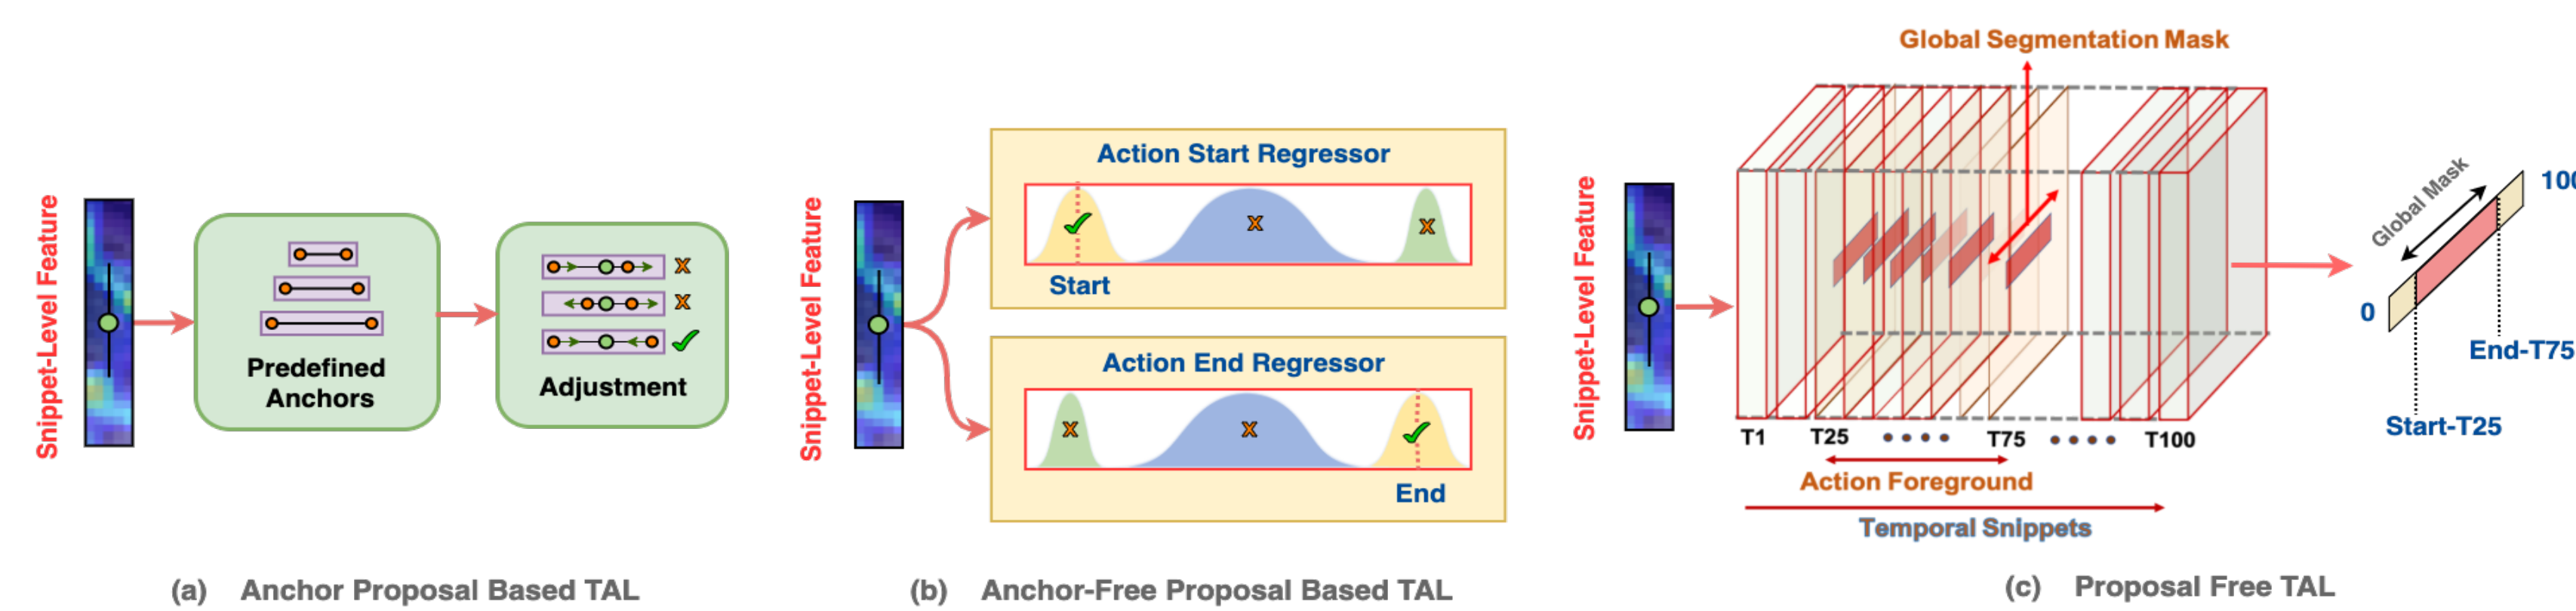 Snippet-Level Feature
Predefined
Anchors
Adjustment
X
X
(a) Anchor Proposal Based TAL
Snippet-Level Feature
Action Start Regressor
X
X
Start
Action End Regressor
X
X
End
(b) Anchor-Free Proposal Based TAL
Global Segmentation Mask
Snippet-Level Feature
T1 T25 T75 T100
Action Foreground
Temporal Snippets
Global Mask
100
0
End-T75
Start-T25
(c) Proposal Free TAL